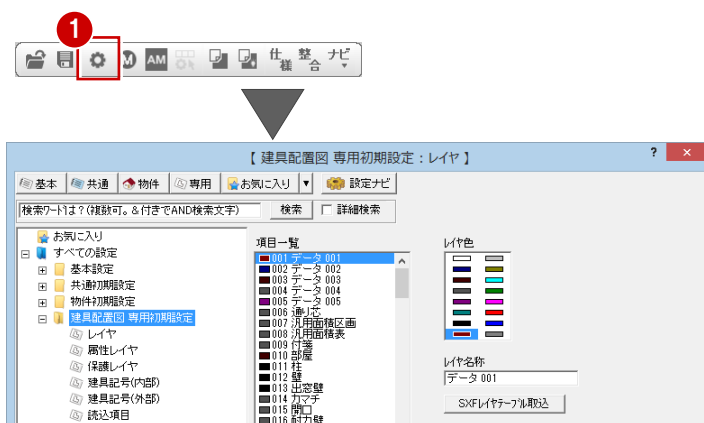 1
M AM 仕様 整合 ナビ
【 建具配置図 専用初期設定：レイヤ 】 ? ×
基本 共通 物件 専用 お気に入り ▼ 設定ナビ
検索ワードは？(複数可。＆付きでAND検索文字) 検索 詳細検索
お気に入り
すべての設定
基本設定
共通初期設定
物件初期設定
建具配置図 専用初期設定
レイヤ
属性レイヤ
保護レイヤ
建具記号(内部)
建具記号(外部)
読込項目
項目一覧
001 データ 001
002 データ 002
003 データ 003
004 データ 004
005 データ 005
006 通り芯
007 汎用面積区画
008 汎用面積表
009 付箋
010 部屋
011 柱
012 壁
013 出窓壁
014 カマチ
015 開口
016 耐力壁
レイヤ色
レイヤ名称
データ 001
SXFレイヤテーブル取込